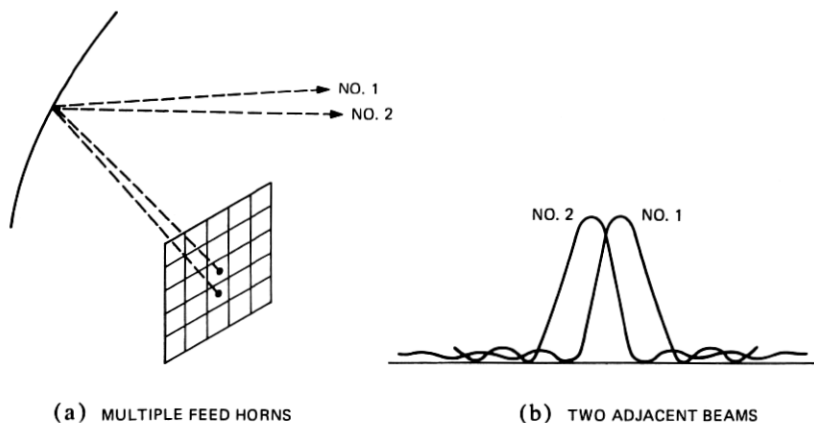 NO. 1
NO. 2
NO. 2
NO. 1
(a) MULTIPLE FEED HORNS
(b) TWO ADJACENT BEAMS